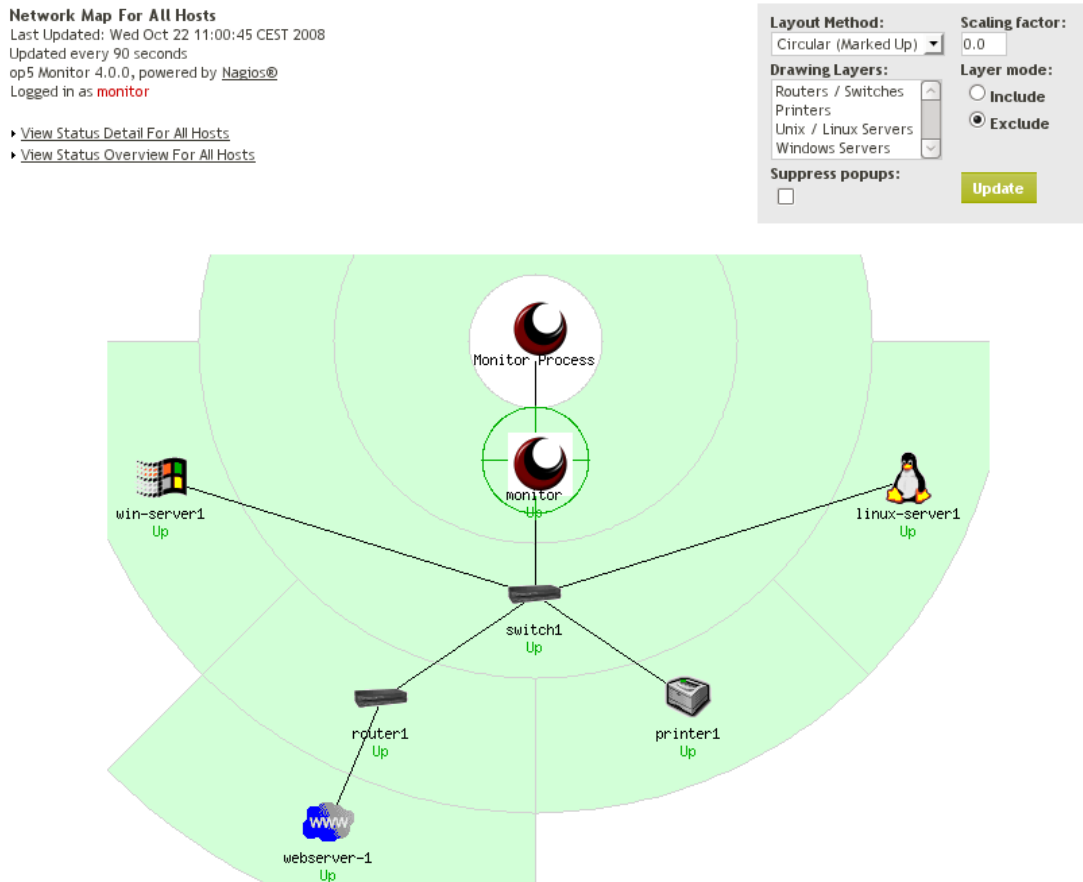 Network Map For All Hosts
Last Updated: Wed Oct 22 11:00:45 CEST 2008
Updated every 90 seconds
op5 Monitor 4.0.0, powered by Nagios®
Logged in as monitor
View Status Detail For All Hosts
View Status Overview For All Hosts
Layout Method:
Scaling factor:
Circular (Marked Up)
0.0
Drawing Layers:
Layer mode:
Routers / Switches
Printers
Unix / Linux Servers
Windows Servers
Include
Exclude
Suppress popups:
Update
Monitor Process
monitor
Up
win-server1
Up
linux-server1
Up
switch1
Up
router1
Up
printer1
Up
www
webserver-1
Up